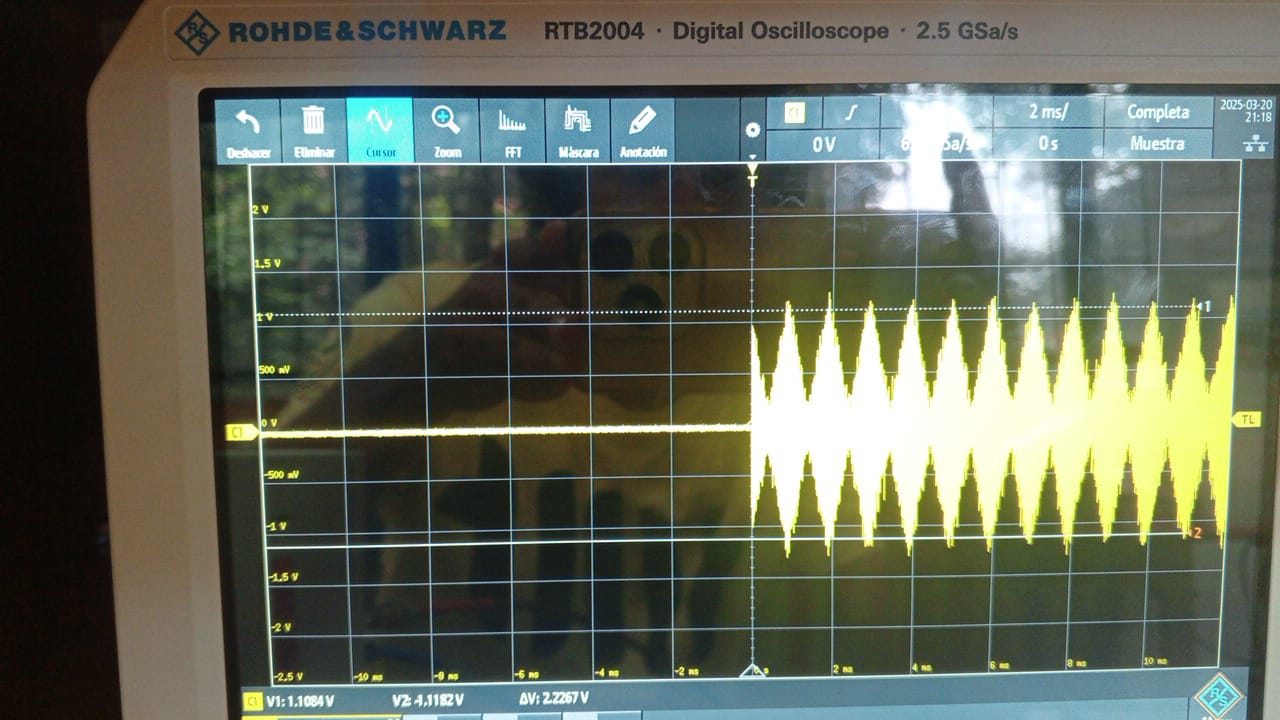 ROHDE&SCHWARZ RTB2004 · Digital Oscilloscope · 2.5 GSa/s
Deshacer Eliminar Cursor Zoom FFT Máscara Anotación
C1 2 ms/ Completa
0 V 0 s Muestra
2025-03-20
21:18
T
2 V
1,5 V
1 V
1
500 mV
C1 0 V
TL
-500 mV
-1 V
2
-1,5 V
-2 V
-2,5 V -10 ms -8 ms -6 ms -4 ms -2 ms 0 s 2 ms 4 ms 6 ms 8 ms 10 ms
C1 V1: 1.1084 V V2: -1.1182 V ΔV: 2.2267 V